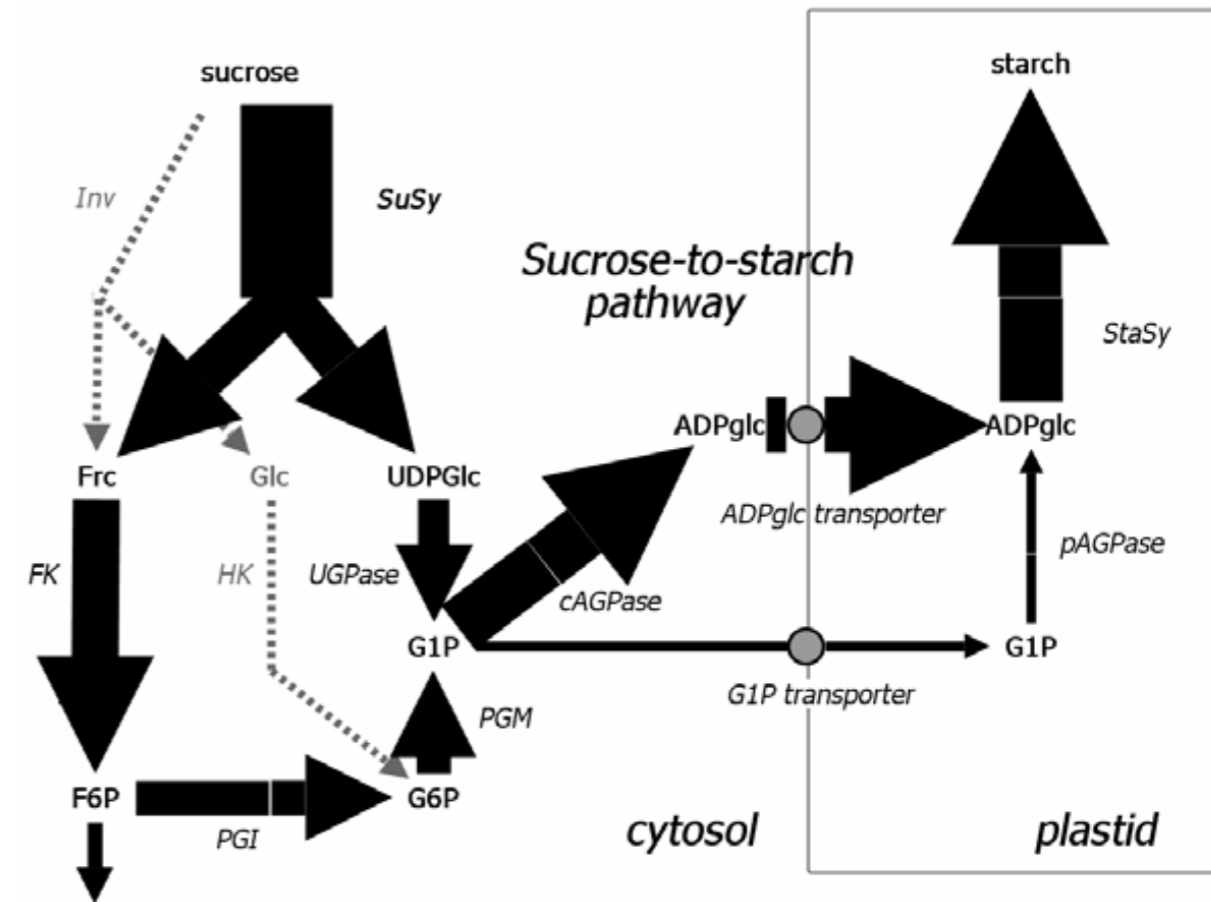 sucrose
starch
Inv
SuSy
Sucrose-to-starch
pathway
StaSy
ADPglc
ADPglc
Frc
Glc
UDPGlc
ADPglc transporter
FK
HK
UGPase
cAGPase
pAGPase
G1P
G1P
G1P transporter
PGM
F6P
G6P
PGI
cytosol
plastid